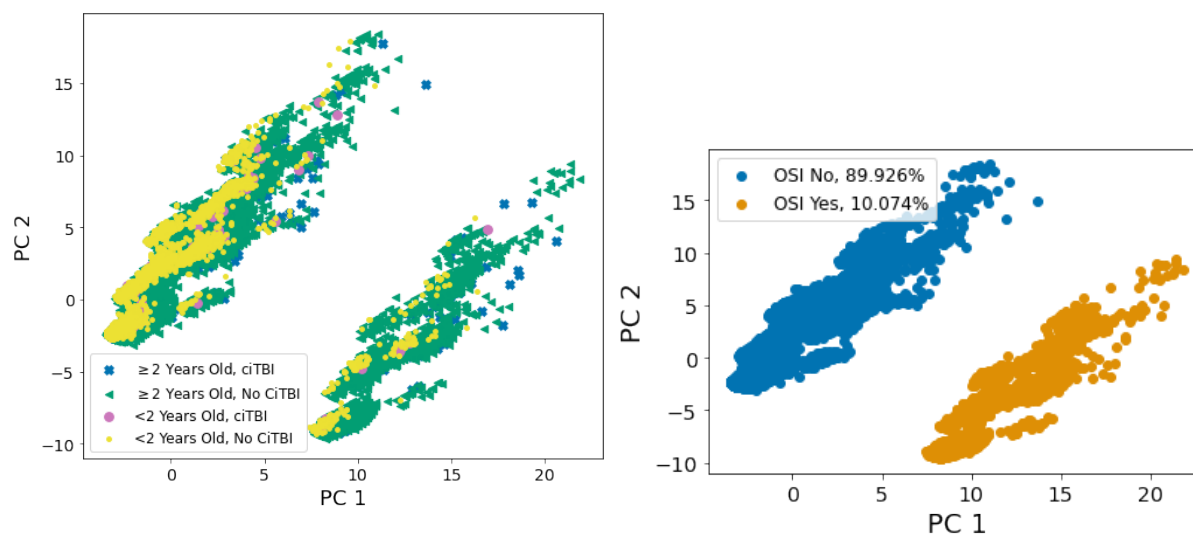 15
10
5
0
−5
−10
PC 2
≥2 Years Old, ciTBI
≥2 Years Old, No CiTBI
<2 Years Old, ciTBI
<2 Years Old, No CiTBI
0
5
10
15
20
PC 1
OSI No, 89.926%
OSI Yes, 10.074%
15
10
5
0
−5
−10
PC 2
0
5
10
15
20
PC 1